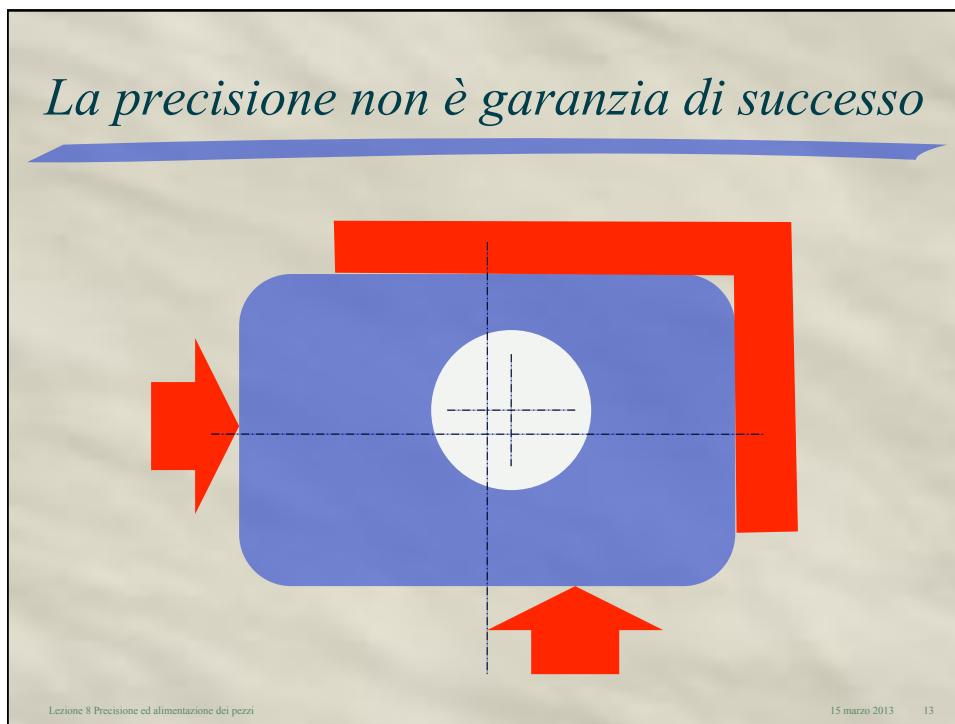 La precisione non è garanzia di successo
Lezione 8 Precisione ed alimentazione dei pezzi
15 marzo 2013 13